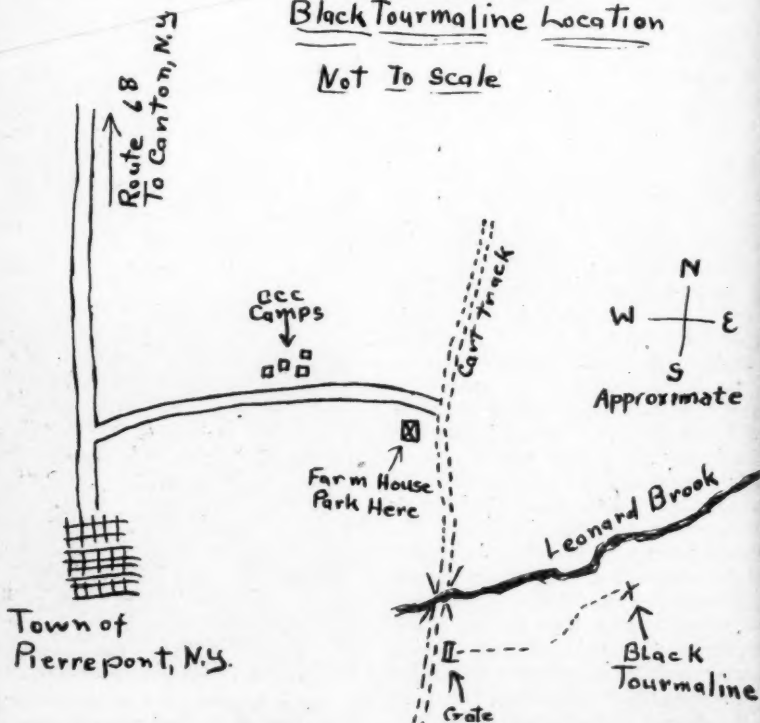 Black Tourmaline Location
Not To Scale
Route 68
To Canton, N.Y
CCC
Camps
Cart Track
N
W E
S
Approximate
Farm House
Park Here
Leonard Brook
Town of
Pierrepont, N.Y.
Black
Tourmaline
Gate